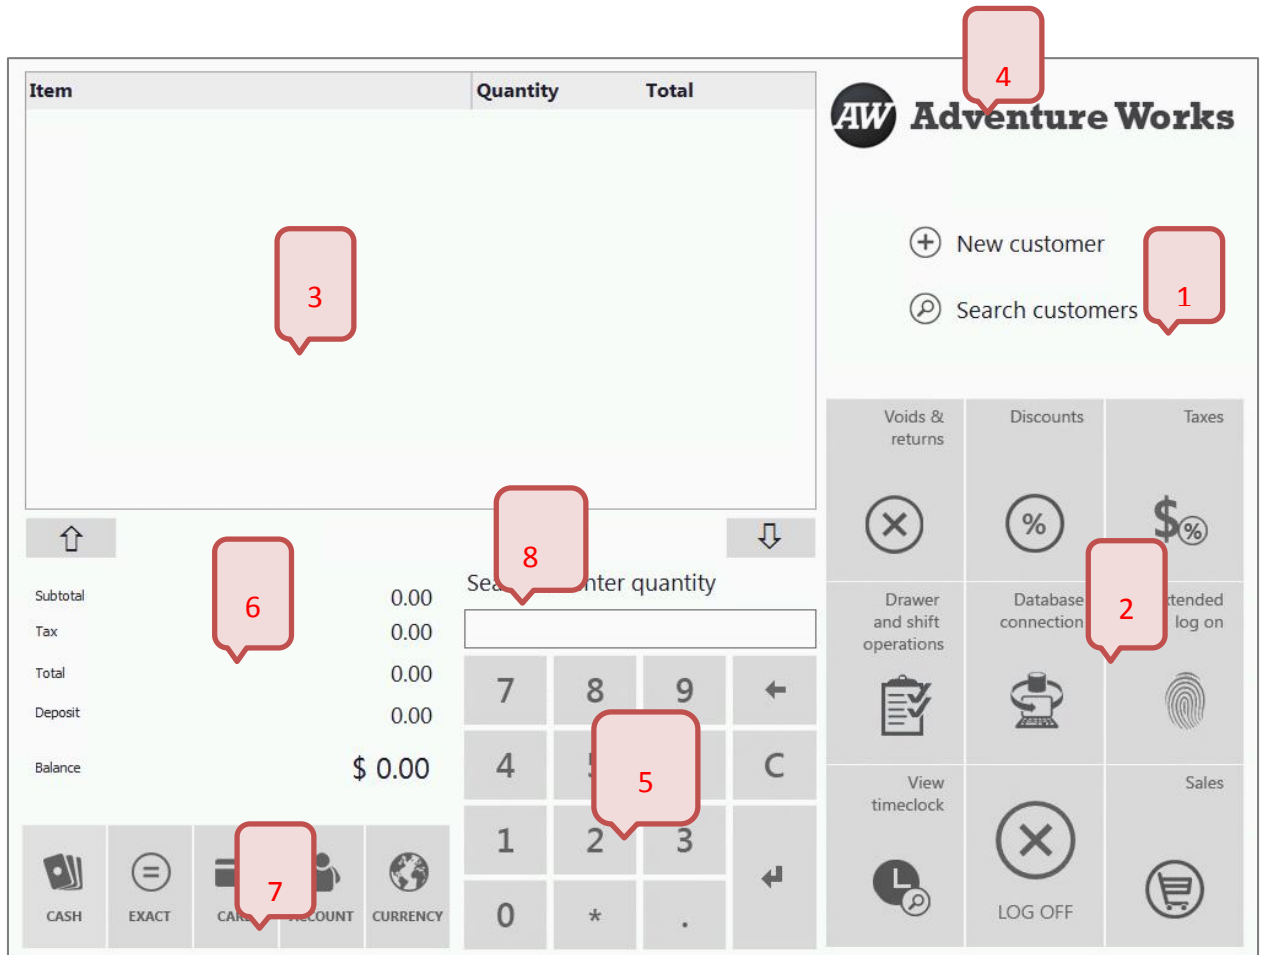 4
Item Quantity Total
AW Adventure Works
New customer
1
3
Search customers
Voids &
returns
Discounts
Taxes
%
$%
8
Sea nter quantity
Subtotal 0.00
6
Tax 0.00
Total 0.00
Deposit 0.00
Balance $ 0.00
7 8 9
4 C
5
1 2 3
0 * .
Drawer
and shift
operations
Database
connection
2
tended
log on
View
timeclock
LOG OFF
Sales
CASH
EXACT
7
CURRENCY